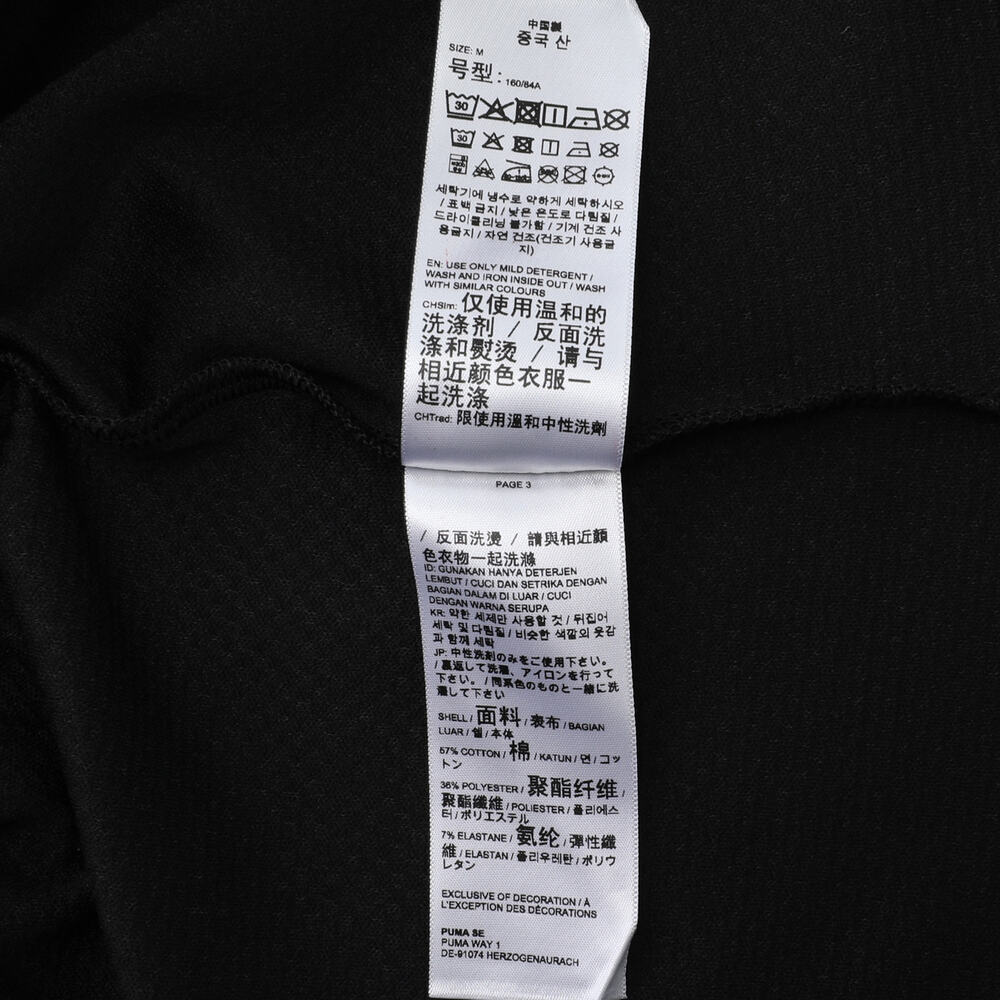 中国製
중국 산
SIZE: M
号型: 160/84A
30
30
세탁기에 냉수로 약하게 세탁하시오
/ 표백 금지 / 낮은 온도로 다림질 /
드라이클리닝 불가함 / 기계 건조 사
용금지 / 자연 건조(건조기 사용금
지)
EN: USE ONLY MILD DETERGENT /
WASH AND IRON INSIDE OUT / WASH
WITH SIMILAR COLOURS
CHSim: 仅使用温和的
洗涤剂 / 反面洗
涤和熨烫 / 请与
相近颜色衣服一
起洗涤
CHTrad: 限使用溫和中性洗劑
PAGE 3
/ 反面洗燙 / 請與相近顏
色衣物一起洗滌
ID: GUNAKAN HANYA DETERJEN
LEMBUT / CUCI DAN SETRIKA DENGAN
BAGIAN DALAM DI LUAR / CUCI
DENGAN WARNA SERUPA
KR: 약한 세제만 사용할 것 / 뒤집어
세탁 및 다림질 / 비슷한 색깔의 옷감
과 함께 세탁
JP: 中性洗剤のみをご使用下さい。
/ 裏返して洗濯、アイロンを行って
下さい。/ 同系色のものと一緒に洗
濯して下さい
SHELL / 面料 / 表布 / BAGIAN
LUAR / 쉘 / 本体
57% COTTON / 棉 / KATUN / 면 / コッ
トン
36% POLYESTER / 聚酯纤维 /
聚酯纖維 / POLIESTER / 폴리에스
터 / ポリエステル
7% ELASTANE / 氨纶 / 彈性纖
維 / ELASTAN / 폴리우레탄 / ポリウ
レタン
EXCLUSIVE OF DECORATION / À
L'EXCEPTION DES DÉCORATIONS
PUMA SE
PUMA WAY 1
DE-91074 HERZOGENAURACH